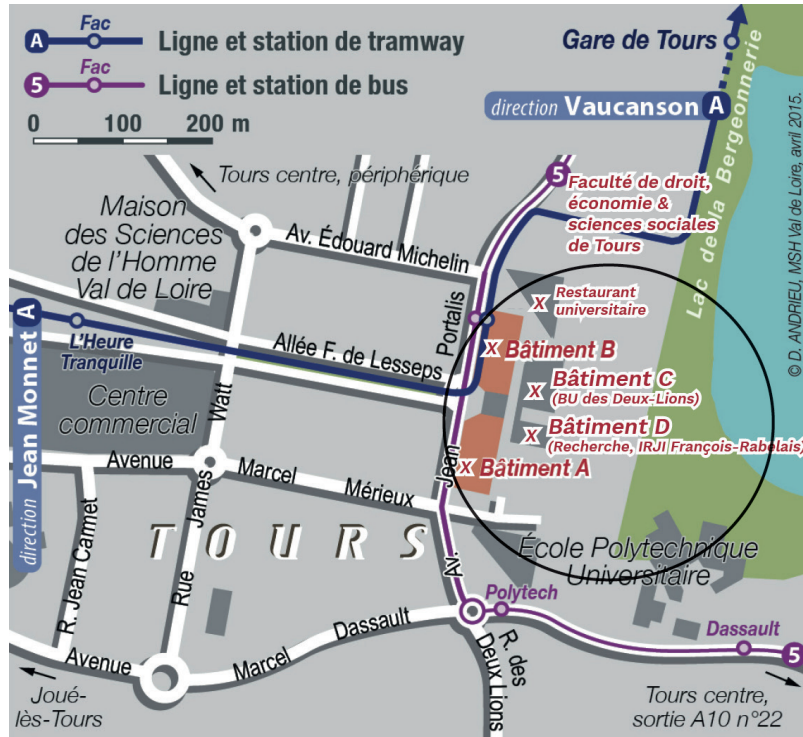 Fac
A Ligne et station de tramway
Fac
5 Ligne et station de bus
0 100 200 m
Gare de Tours
direction Vaucanson A
Lac de la Bergeonnerie
© D. ANDRIEU, MSH Val de Loire, avril 2015.
Tours centre, périphérique
5
Faculté de droit,
économie &
sciences sociales
de Tours
Maison
des Sciences
de l'Homme
Val de Loire
Av. Édouard Michelin
X Restaurant
universitaire
A
L'Heure
Tranquille
direction Jean Monnet
Allée F. de Lesseps
Av. Jean Portalis
X Bâtiment B
X Bâtiment C
(BU des Deux-Lions)
X Bâtiment D
(Recherche, IRJI François-Rabelais)
X Bâtiment A
Centre
commercial
Rue James Watt
Avenue Marcel Mérieux
R. Jean Carmet
TOURS
École Polytechnique
Universitaire
Polytech
Dassault
5
Avenue Marcel Dassault
R. des
Deux Lions
Joué-
lès-Tours
Tours centre,
sortie A10 n°22